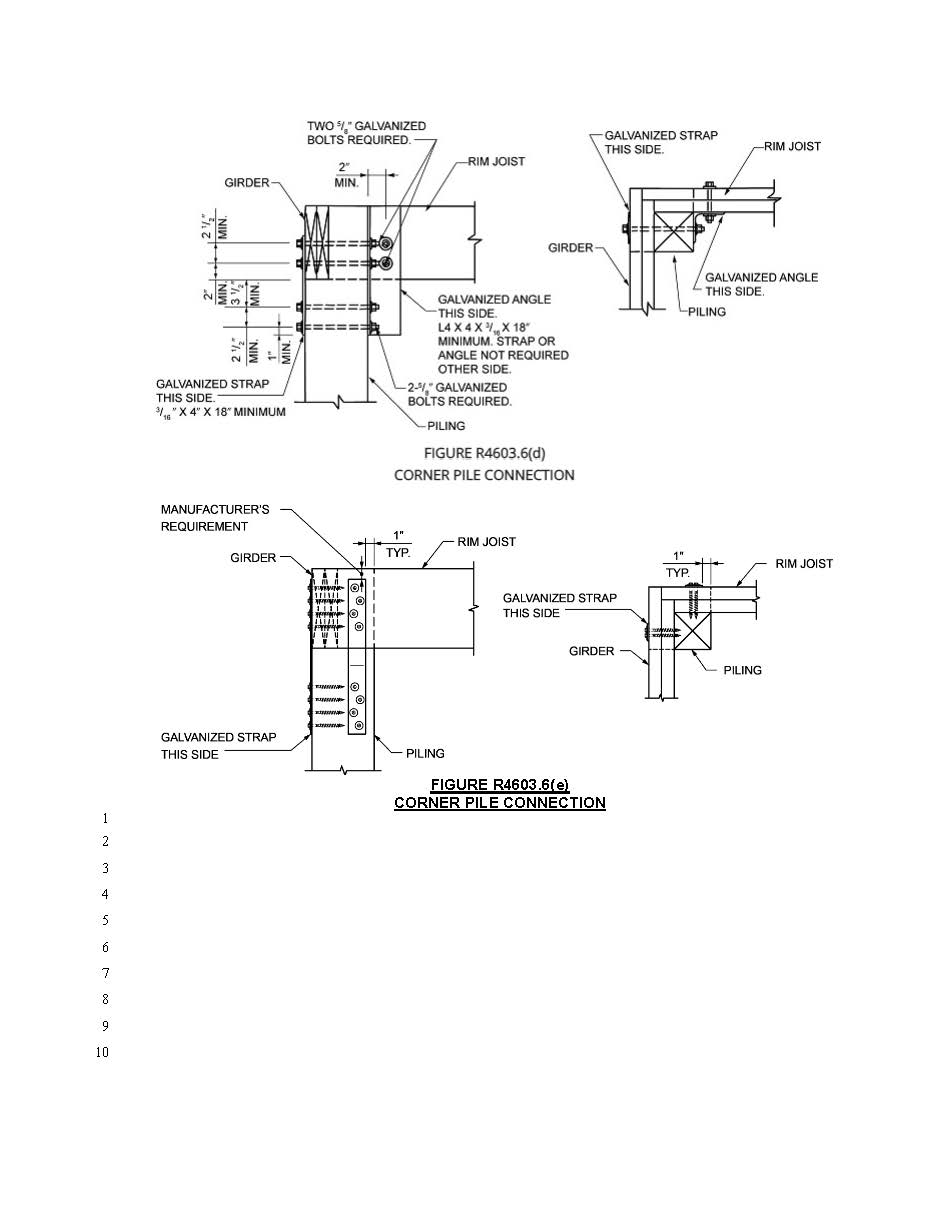 TWO 5/8" GALVANIZED
BOLTS REQUIRED.
2"
MIN.
RIM JOIST
GIRDER
2 1/2"
MIN.
2"
MIN.
3 1/2"
MIN.
2 1/2"
MIN.
1"
MIN.
GALVANIZED ANGLE
THIS SIDE.
L4 X 4 X 3/16 X 18"
MINIMUM. STRAP OR
ANGLE NOT REQUIRED
OTHER SIDE.
GALVANIZED STRAP
THIS SIDE.
3/16" X 4" X 18" MINIMUM
2-5/8" GALVANIZED
BOLTS REQUIRED.
PILING
GALVANIZED STRAP
THIS SIDE.
RIM JOIST
GIRDER
GALVANIZED ANGLE
THIS SIDE.
PILING
FIGURE R4603.6(d)
CORNER PILE CONNECTION
MANUFACTURER'S
REQUIREMENT
1"
TYP.
RIM JOIST
GIRDER
GALVANIZED STRAP
THIS SIDE
PILING
1"
TYP.
RIM JOIST
GALVANIZED STRAP
THIS SIDE
GIRDER
PILING
FIGURE R4603.6(e)
CORNER PILE CONNECTION
1
2
3
4
5
6
7
8
9
10